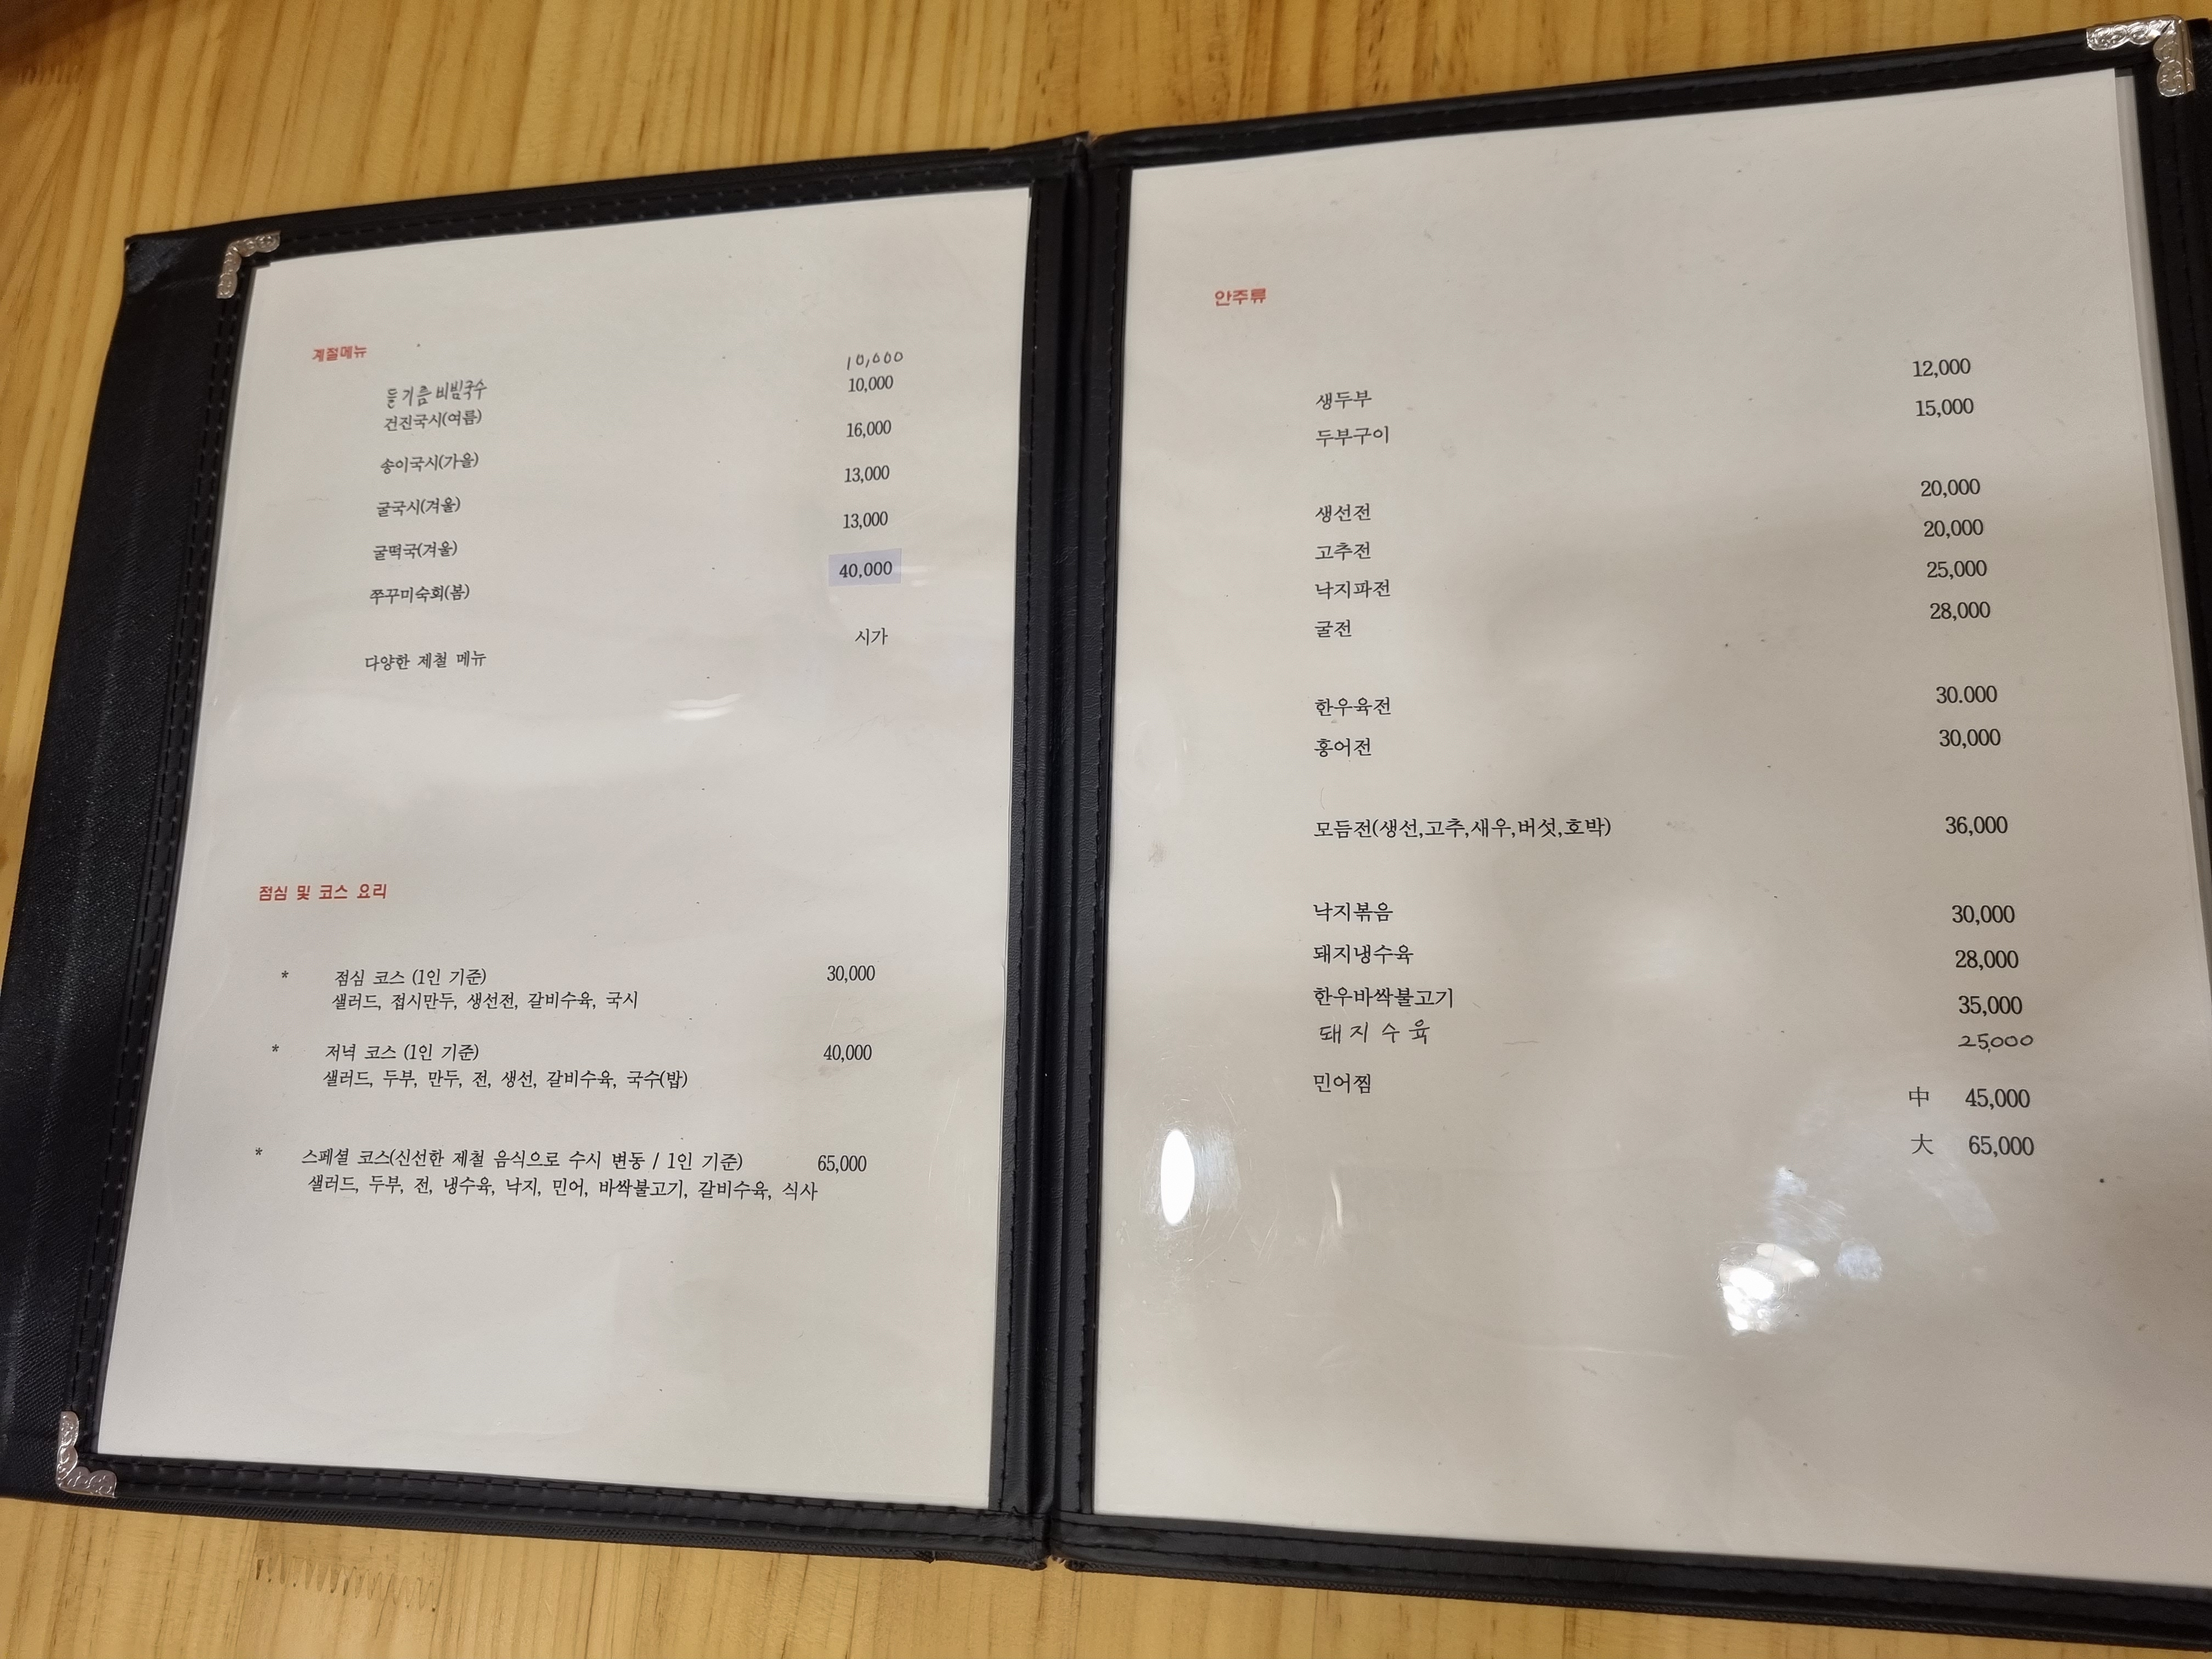 계절메뉴
들기름 비빔국수 10,000
건진국시(여름) 10,000
송이국시(가을) 16,000
굴국시(겨울) 13,000
굴떡국(겨울) 13,000
쭈꾸미숙회(봄) 40,000
다양한 제철 메뉴 시가
점심 및 코스 요리
* 점심 코스 (1인 기준) 30,000
샐러드, 접시만두, 생선전, 갈비수육, 국시
* 저녁 코스 (1인 기준) 40,000
샐러드, 두부, 만두, 전, 생선, 갈비수육, 국수(밥)
* 스페셜 코스(신선한 제철 음식으로 수시 변동 / 1인 기준) 65,000
샐러드, 두부, 전, 냉수육, 낙지, 민어, 바싹불고기, 갈비수육, 식사
안주류
생두부 12,000
두부구이 15,000
생선전 20,000
고추전 20,000
낙지파전 25,000
굴전 28,000
한우육전 30.000
홍어전 30,000
모듬전(생선,고추,새우,버섯,호박) 36,000
낙지볶음 30,000
돼지냉수육 28,000
한우바싹불고기 35,000
돼지수육 25,000
민어찜 中 45,000
大 65,000